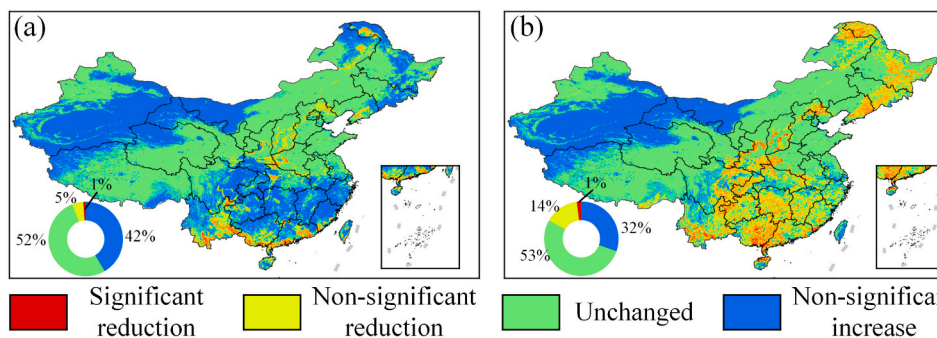 (a)
1%
5%
52%
42%
(b)
1%
14%
53%
32%
Significant
reduction
Non-significant
reduction
Unchanged
increase